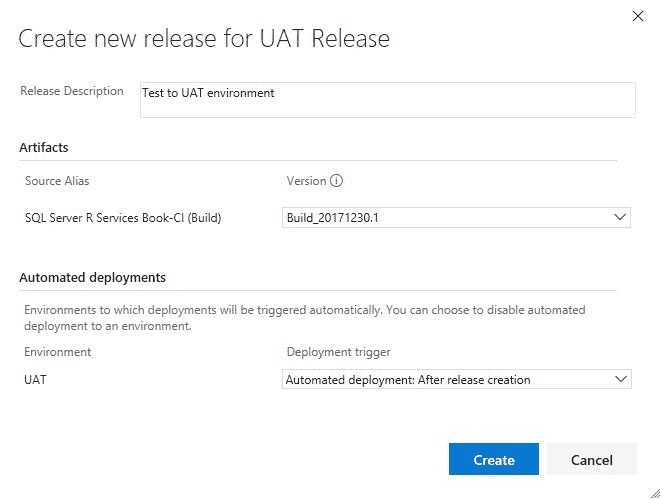 Create new release for UAT Release
Release Description
Test to UAT environment
Artifacts
Source Alias
Version
SQL Server R Services Book-CI (Build)
Build_20171230.1
Automated deployments
Environments to which deployments will be triggered automatically. You can choose to disable automated
deployment to an environment.
Environment
Deployment trigger
UAT
Automated deployment: After release creation
Create
Cancel